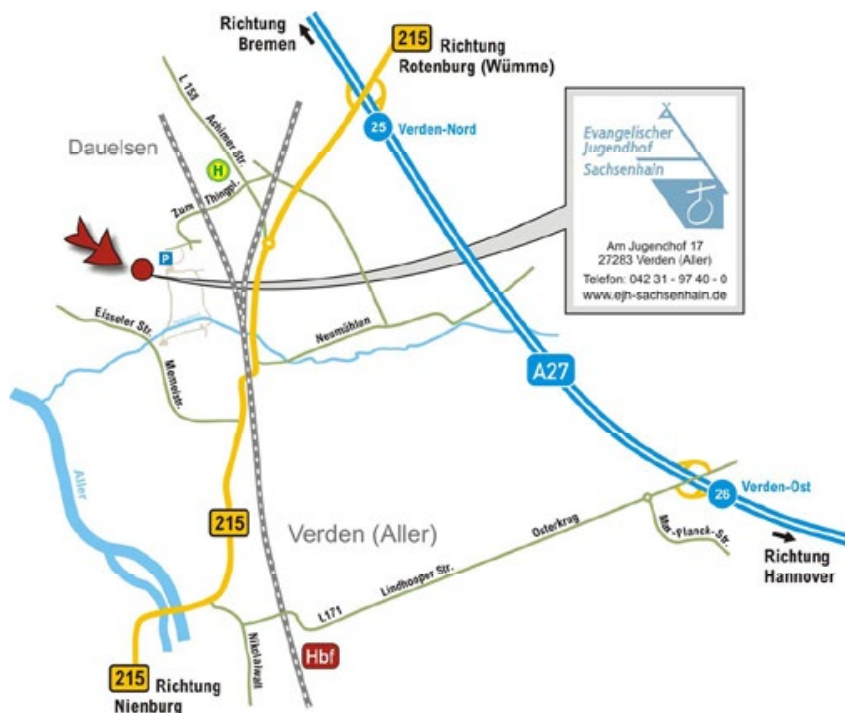 Richtung
Bremen
215
Richtung
Rotenburg (Wümme)
L 158
Achimer Str.
25
Verden-Nord
Dauelsen
H
Zum Thingpl.
P
Evangelischer
Jugendhof
Sachsenhain
Am Jugendhof 17
27283 Verden (Aller)
Telefon: 042 31 - 97 40 - 0
www.ejh-sachsenhain.de
Eisseler Str.
Neumühlen
Memelstr.
A27
Aller
215
Verden (Aller)
Osterkrug
Verden-Ost
26
Max-Planck-Str.
Richtung
Hannover
Lindhooper Str.
L171
Nikolaiwall
Hbf
215
Richtung
Nienburg